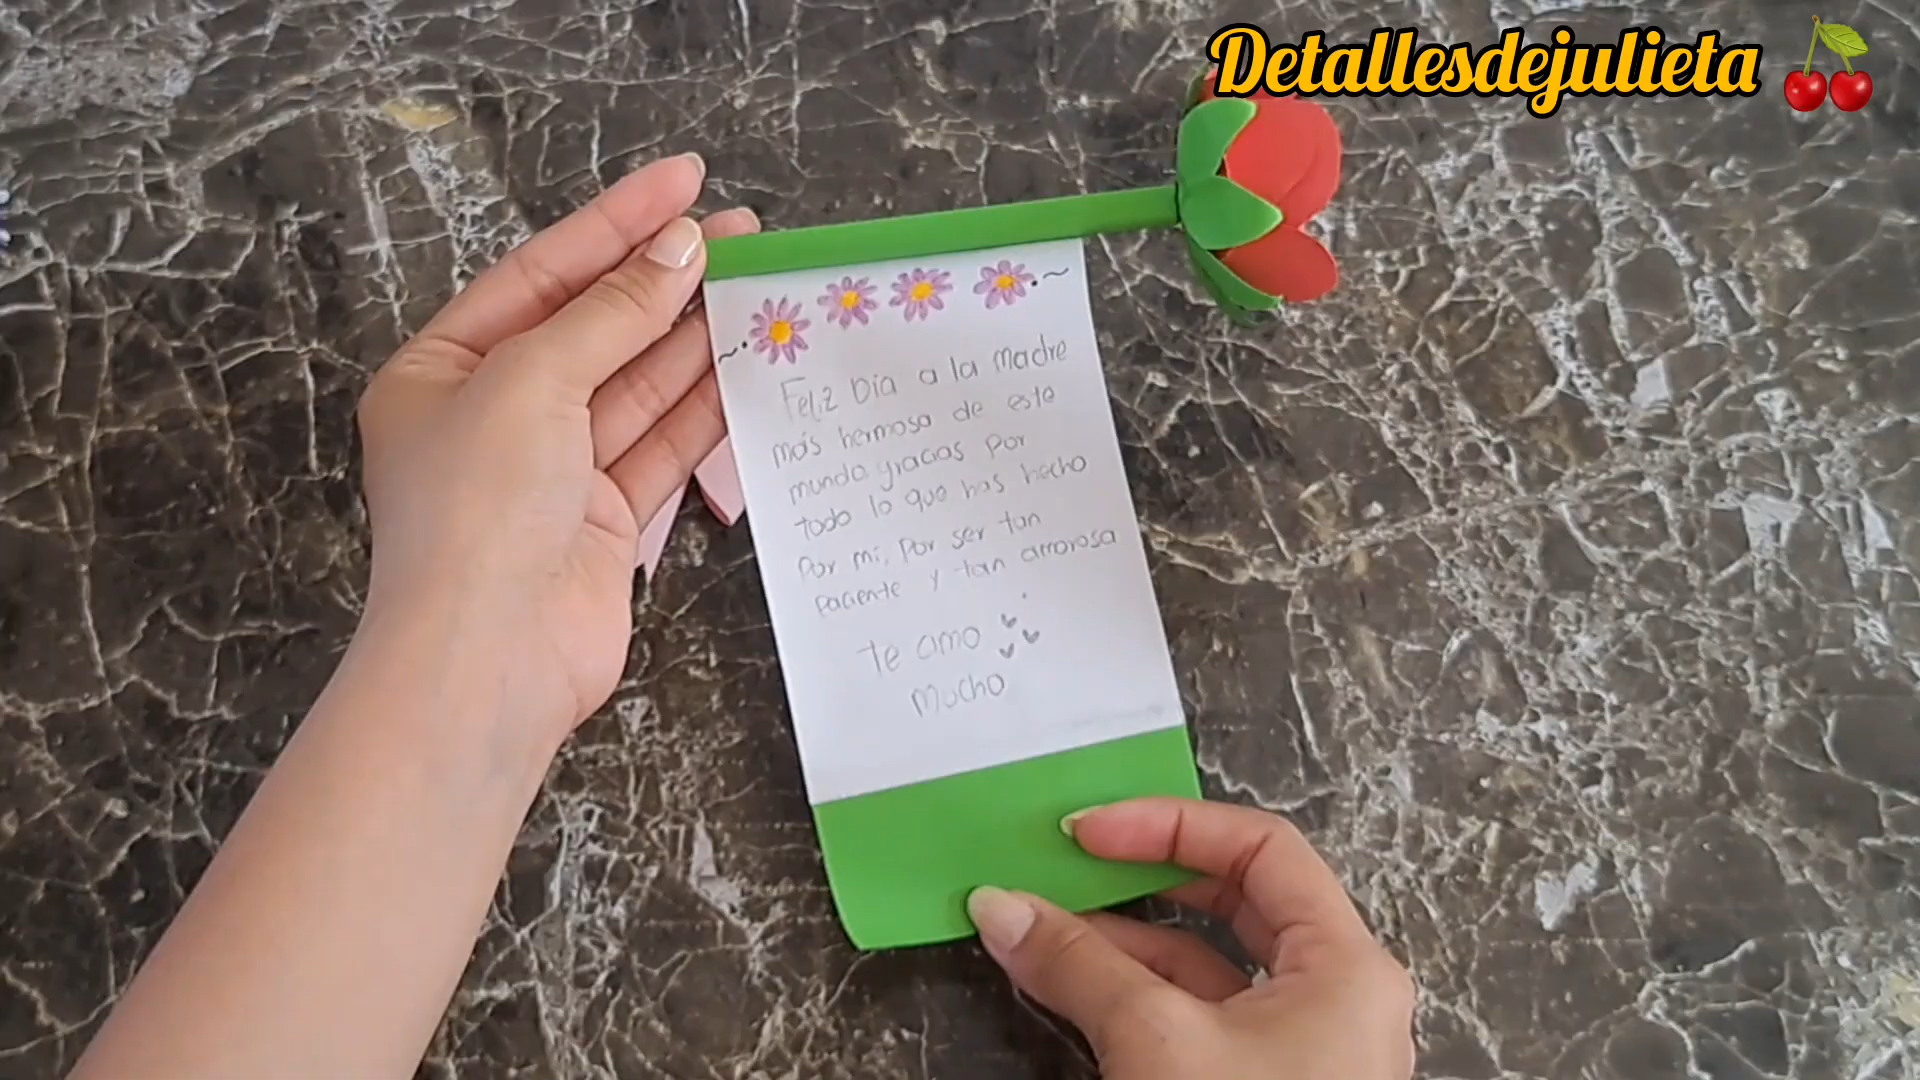 Detallesdejulieta
Feliz Día a la Madre
más hermosa de este
mundo, gracias por
todo lo que has hecho
Por mi, Por ser tan
paciente y tan amorosa
Te amo
Mucho